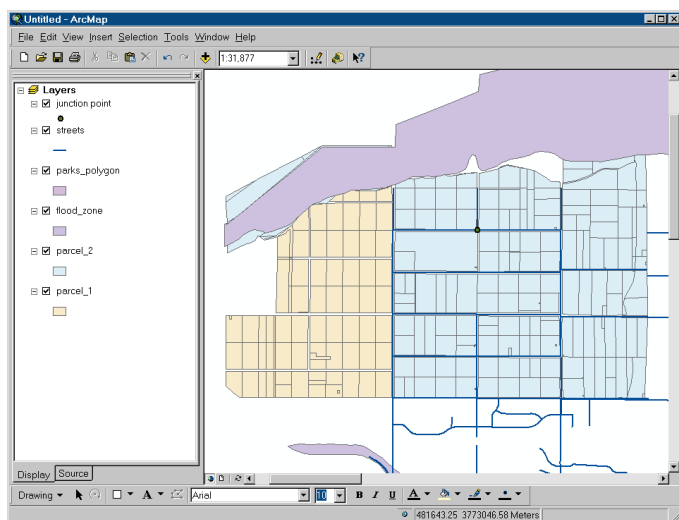 Untitled - ArcMap
File Edit View Insert Selection Tools Window Help
1:31,877
Layers
junction point
streets
parks_polygon
flood_zone
parcel_2
parcel_1
Display Source
Drawing A Arial 10 B I U A
481643.25 3773046.58 Meters